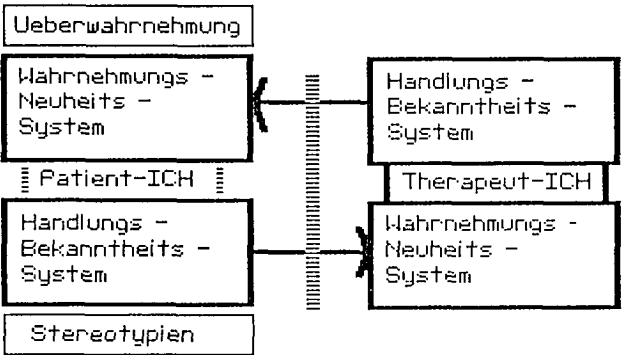 Ueberwahrnehmung
Wahrnehmungs -
Neuheits -
System
Patient-ICH
Handlungs -
Bekanntheits -
System
Stereotypien
Handlungs -
Bekanntheits -
System
Therapeut-ICH
Wahrnehmungs -
Neuheits -
System